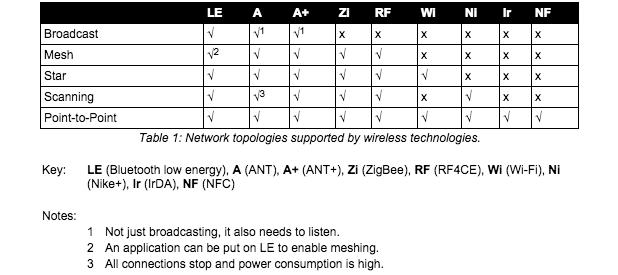 LE A A+ Zi RF Wi Ni Ir NF
Broadcast √ √1 √1 x x x x x x
Mesh √2 √ √ √ √ x x x x
Star √ √ √ √ √ √ x x x
Scanning √ √3 √ √ √ x √ x x
Point-to-Point √ √ √ √ √ √ √ √ √
Table 1: Network topologies supported by wireless technologies.
Key: LE (Bluetooth low energy), A (ANT), A+ (ANT+), Zi (ZigBee), RF (RF4CE), Wi (Wi-Fi), Ni
(Nike+), Ir (IrDA), NF (NFC)
Notes:
1 Not just broadcasting, it also needs to listen.
2 An application can be put on LE to enable meshing.
3 All connections stop and power consumption is high.